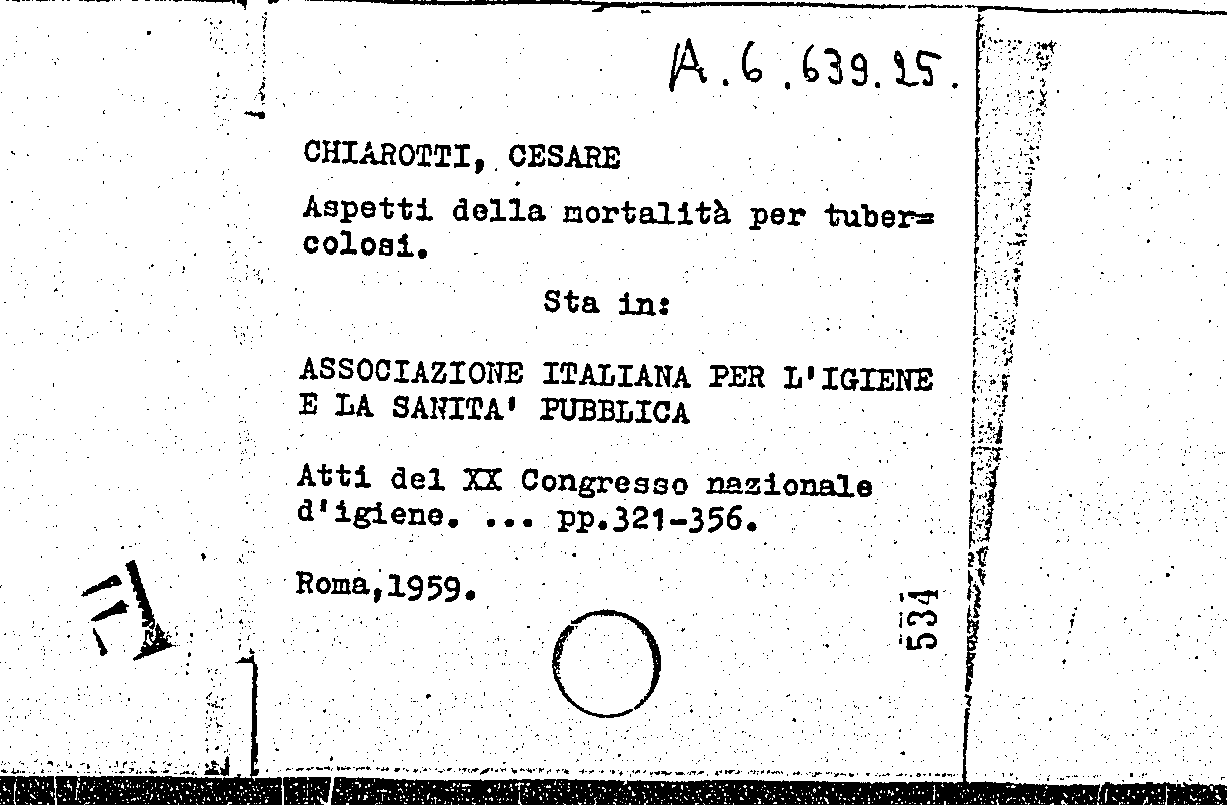 A.6.639.25.
CHIAROTTI, CESARE
Aspetti della mortalità per tuber=
colosi.
Sta in:
ASSOCIAZIONE ITALIANA PER L'IGIENE
E LA SANITA' PUBBLICA
Atti del XX Congresso nazionale
d'igiene. ... pp.321-356.
Roma,1959.
534